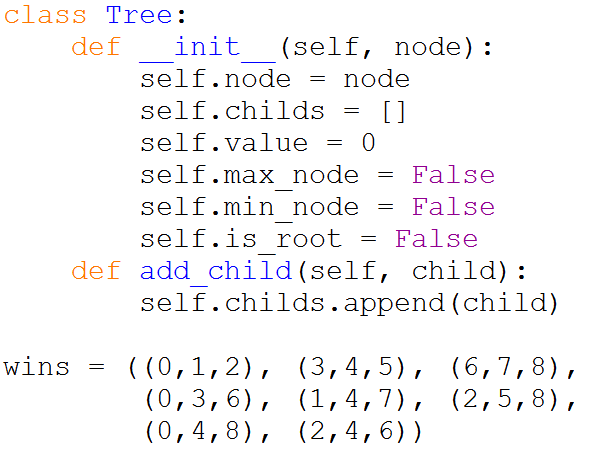 class Tree:
    def __init__(self, node):
        self.node = node
        self.childs = []
        self.value = 0
        self.max_node = False
        self.min_node = False
        self.is_root = False
    def add_child(self, child):
        self.childs.append(child)

wins = ((0,1,2), (3,4,5), (6,7,8),
        (0,3,6), (1,4,7), (2,5,8),
        (0,4,8), (2,4,6))